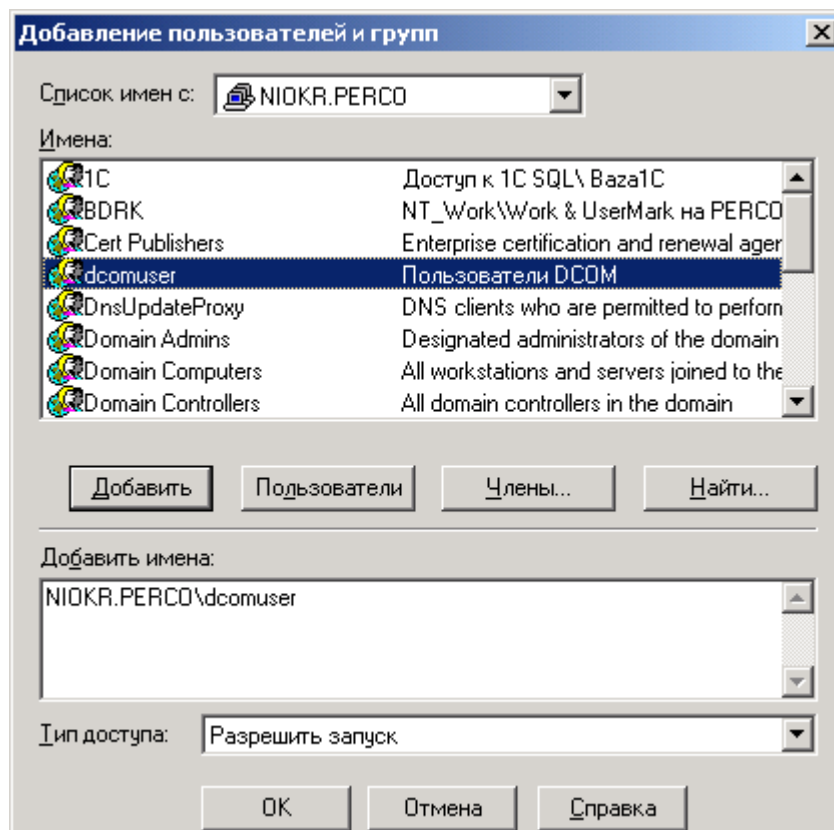 Добавление пользователей и групп
Список имен с: NIOKR.PERCO
Имена:
1C Доступ к 1С SQL\ Baza1C
BDRK NT_Work\Work & UserMark на PERCO
Cert Publishers Enterprise certification and renewal ager
dcomuser Пользователи DCOM
DnsUpdateProxy DNS clients who are permitted to perform
Domain Admins Designated administrators of the domain
Domain Computers All workstations and servers joined to the
Domain Controllers All domain controllers in the domain
Добавить Пользователи Члены... Найти...
Добавить имена:
NIOKR.PERCO\dcomuser
Тип доступа: Разрешить запуск
OK Отмена Справка